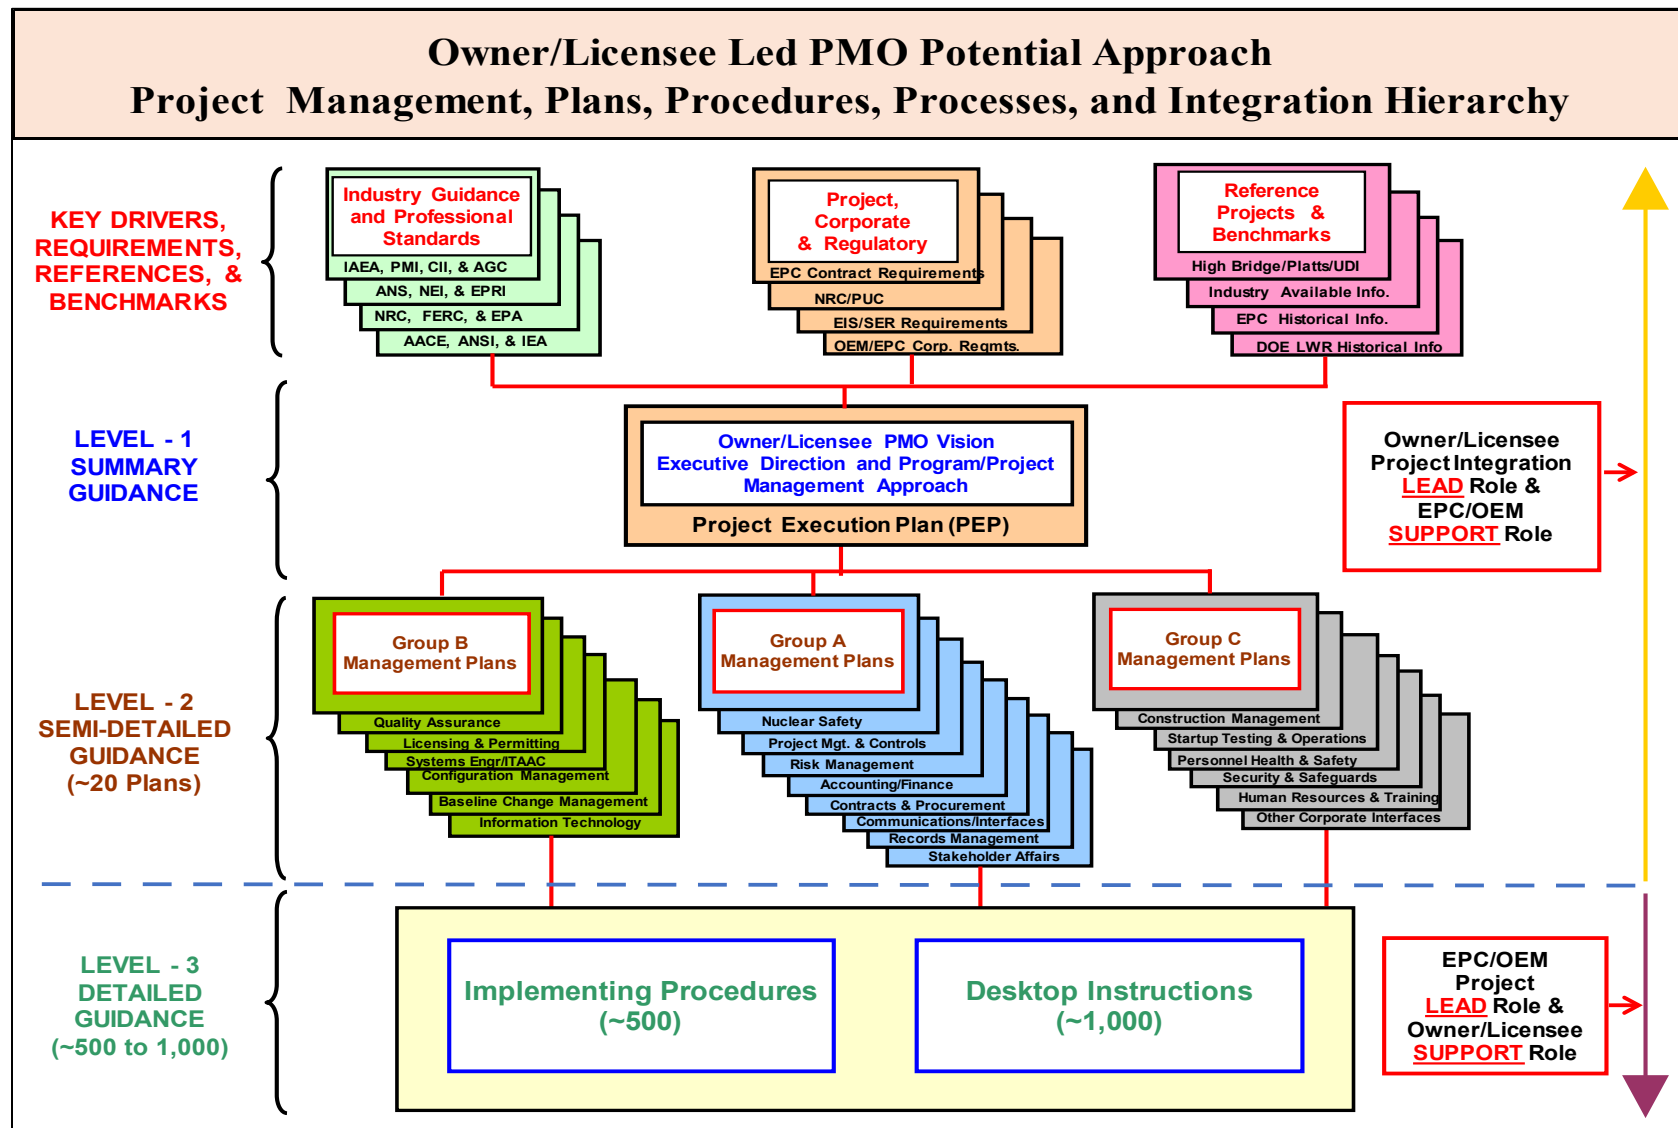 Owner/Licensee Led PMO Potential Approach
Project Management, Plans, Procedures, Processes, and Integration Hierarchy
KEY DRIVERS,
REQUIREMENTS,
REFERENCES, &
BENCHMARKS
Industry Guidance
and Professional
Standards
IAEA, PMI, CII, & AGC
ANS, NEI, & EPRI
NRC, FERC, & EPA
AACE, ANSI, & IEA
Project,
Corporate
& Regulatory
EPC Contract Requirements
NRC/PUC
EIS/SER Requirements
OEM/EPC Corp. Reqmts.
Reference
Projects &
Benchmarks
High Bridge/Platts/UDI
Industry Available Info.
EPC Historical Info.
DOE LWR Historical Info
LEVEL - 1
SUMMARY
GUIDANCE
Owner/Licensee PMO Vision
Executive Direction and Program/Project
Management Approach
Project Execution Plan (PEP)
Owner/Licensee
Project Integration
LEAD Role &
EPC/OEM
SUPPORT Role
LEVEL - 2
SEMI-DETAILED
GUIDANCE
(~20 Plans)
Group B
Management Plans
Quality Assurance
Licensing & Permitting
Systems Engr/ITAAC
Configuration Management
Baseline Change Management
Information Technology
Group A
Management Plans
Nuclear Safety
Project Mgt. & Controls
Risk Management
Accounting/Finance
Contracts & Procurement
Communications/Interfaces
Records Management
Stakeholder Affairs
Group C
Management Plans
Construction Management
Startup Testing & Operations
Personnel Health & Safety
Security & Safeguards
Human Resources & Training
Other Corporate Interfaces
LEVEL - 3
DETAILED
GUIDANCE
(~500 to 1,000)
Implementing Procedures
(~500)
Desktop Instructions
(~1,000)
EPC/OEM
Project
LEAD Role &
Owner/Licensee
SUPPORT Role